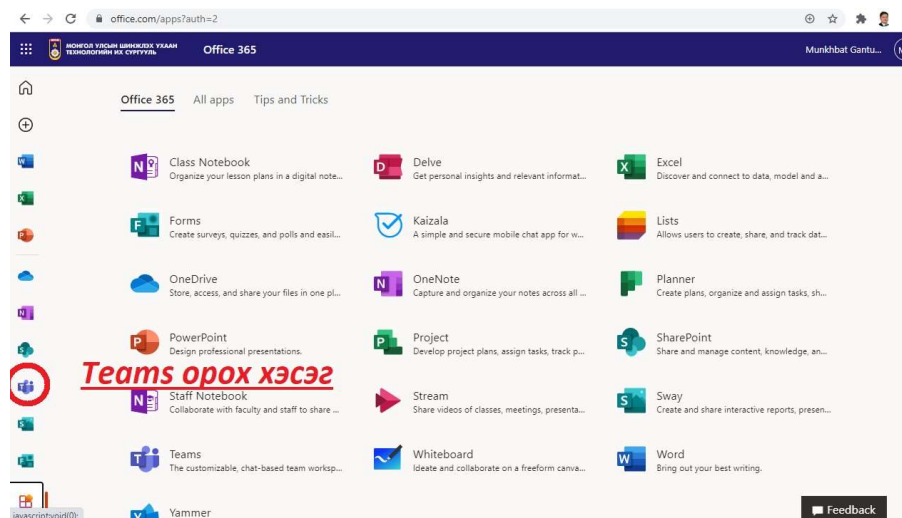 office.com/apps?auth=2
МОНГОЛ УЛСЫН ШИНЖЛЭХ УХААН
ТЕХНОЛОГИЙН ИХ СУРГУУЛЬ
Office 365
Munkhbat Gantu...
Office 365 All apps Tips and Tricks
Class Notebook
Organize your lesson plans in a digital note...
Delve
Get personal insights and relevant informat...
Excel
Discover and connect to data, model and a...
Forms
Create surveys, quizzes, and polls and easil...
Kaizala
A simple and secure mobile chat app for w...
Lists
Allows users to create, share, and track dat...
OneDrive
Store, access, and share your files in one pl...
OneNote
Capture and organize your notes across all ...
Planner
Create plans, organize and assign tasks, sh...
PowerPoint
Design professional presentations.
Project
Develop project plans, assign tasks, track p...
SharePoint
Share and manage content, knowledge, an...
Teams орох хэсэг
Staff Notebook
Collaborate with faculty and staff to share ...
Stream
Share videos of classes, meetings, presenta...
Sway
Create and share interactive reports, presen...
Teams
The customizable, chat-based team worksp...
Whiteboard
Ideate and collaborate on a freeform canva...
Word
Bring out your best writing.
Yammer
Feedback
javascript:void(0);